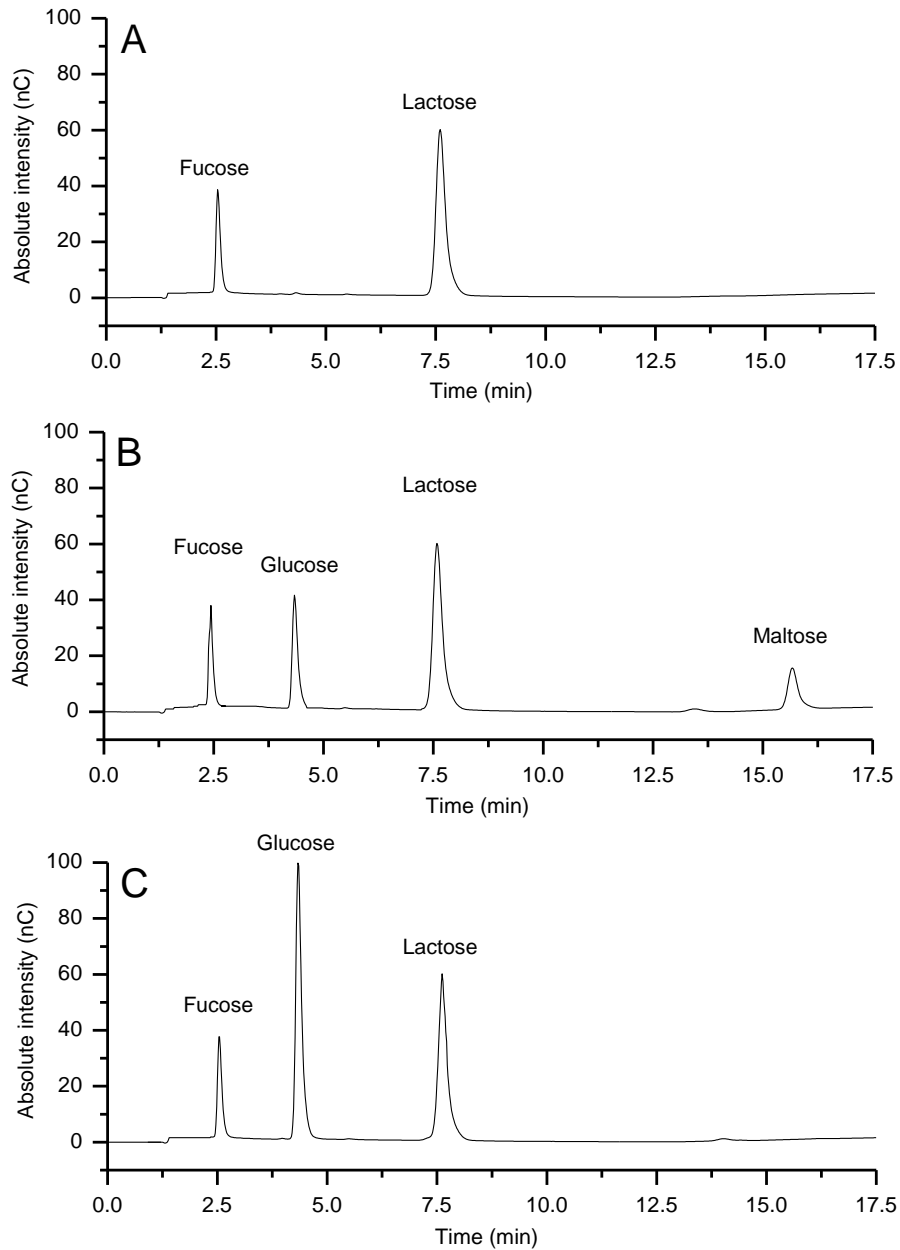 A
Absolute intensity (nC)
100
80
60
40
20
0
Fucose
Lactose
0.0 2.5 5.0 7.5 10.0 12.5 15.0 17.5
Time (min)
B
Absolute intensity (nC)
100
80
60
40
20
0
Fucose
Glucose
Lactose
Maltose
0.0 2.5 5.0 7.5 10.0 12.5 15.0 17.5
Time (min)
C
Absolute intensity (nC)
100
80
60
40
20
0
Fucose
Glucose
Lactose
0.0 2.5 5.0 7.5 10.0 12.5 15.0 17.5
Time (min)